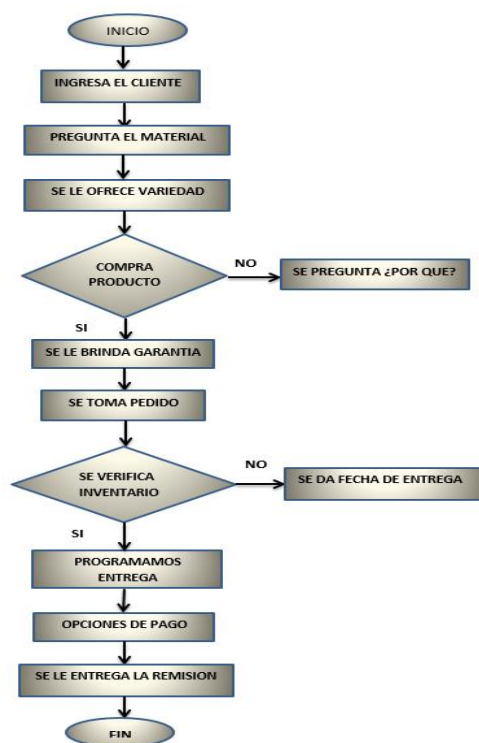 INICIO
INGRESA EL CLIENTE
PREGUNTA EL MATERIAL
SE LE OFRECE VARIEDAD
COMPRA
PRODUCTO
NO
SE PREGUNTA ¿POR QUE?
SI
SE LE BRINDA GARANTIA
SE TOMA PEDIDO
SE VERIFICA
INVENTARIO
NO
SE DA FECHA DE ENTREGA
SI
PROGRAMAMOS
ENTREGA
OPCIONES DE PAGO
SE LE ENTREGA LA REMISION
FIN